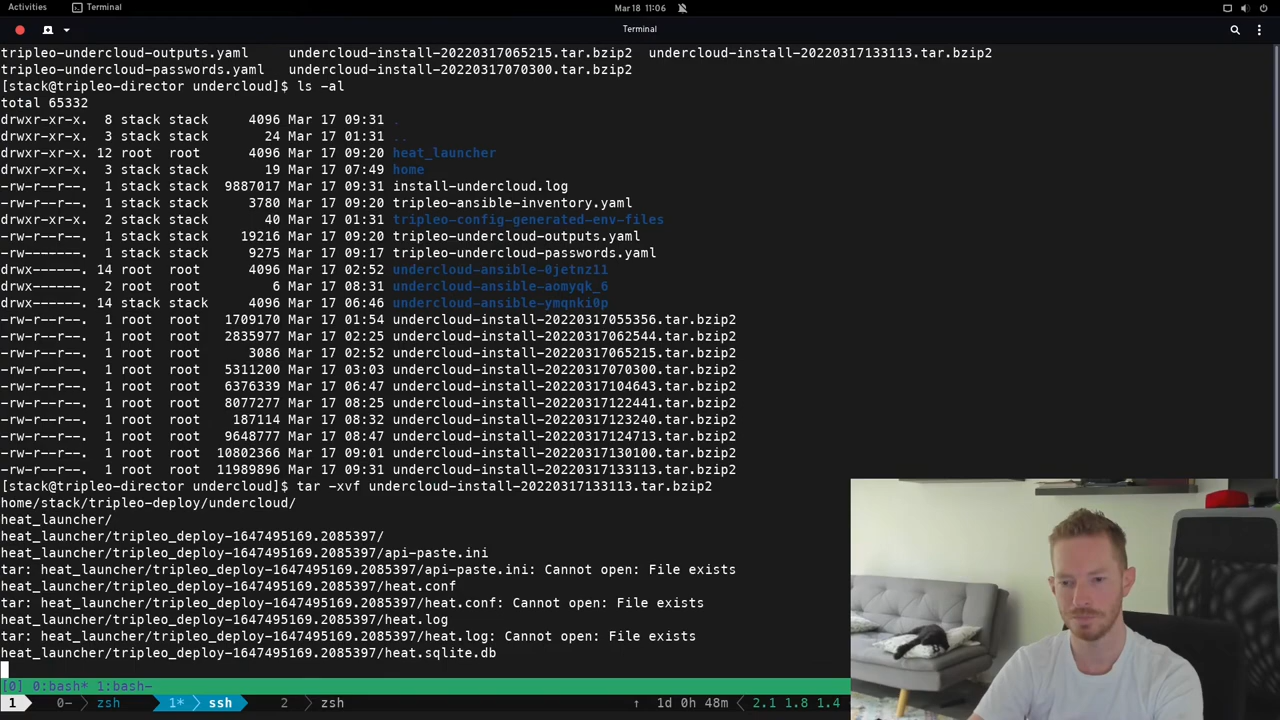 Activities
Terminal
Mar 18 11:06
Terminal
tripleo-undercloud-outputs.yaml undercloud-install-20220317065215.tar.bzip2 undercloud-install-20220317133113.tar.bzip2
tripleo-undercloud-passwords.yaml undercloud-install-20220317070300.tar.bzip2
[stack@tripleo-director undercloud]$ ls -al
total 65332
drwxr-xr-x. 8 stack stack 4096 Mar 17 09:31 .
drwxr-xr-x. 3 stack stack 24 Mar 17 01:31 ..
drwxr-xr-x. 12 root root 4096 Mar 17 09:20 heat_launcher
drwxr-xr-x. 3 stack stack 19 Mar 17 07:49 home
-rw-r--r--. 1 stack stack 9887017 Mar 17 09:31 install-undercloud.log
-rw-r--r--. 1 stack stack 3780 Mar 17 09:20 tripleo-ansible-inventory.yaml
drwxr-xr-x. 2 stack stack 40 Mar 17 01:31 tripleo-config-generated-env-files
-rw-r--r--. 1 stack stack 19216 Mar 17 09:20 tripleo-undercloud-outputs.yaml
-rw-------. 1 stack stack 9275 Mar 17 09:17 tripleo-undercloud-passwords.yaml
drwx------. 14 root root 4096 Mar 17 02:52 undercloud-ansible-0jetnz11
drwx------. 2 root root 6 Mar 17 08:31 undercloud-ansible-aomyqk_6
drwx------. 14 stack stack 4096 Mar 17 06:46 undercloud-ansible-ymqnki0p
-rw-r--r--. 1 root root 1709170 Mar 17 01:54 undercloud-install-20220317055356.tar.bzip2
-rw-r--r--. 1 root root 2835977 Mar 17 02:25 undercloud-install-20220317062544.tar.bzip2
-rw-r--r--. 1 root root 3086 Mar 17 02:52 undercloud-install-20220317065215.tar.bzip2
-rw-r--r--. 1 root root 5311200 Mar 17 03:03 undercloud-install-20220317070300.tar.bzip2
-rw-r--r--. 1 root root 6376339 Mar 17 06:47 undercloud-install-20220317104643.tar.bzip2
-rw-r--r--. 1 root root 8077277 Mar 17 08:25 undercloud-install-20220317122441.tar.bzip2
-rw-r--r--. 1 root root 187114 Mar 17 08:32 undercloud-install-20220317123240.tar.bzip2
-rw-r--r--. 1 root root 9648777 Mar 17 08:47 undercloud-install-20220317124713.tar.bzip2
-rw-r--r--. 1 root root 10802366 Mar 17 09:01 undercloud-install-20220317130100.tar.bzip2
-rw-r--r--. 1 root root 11989896 Mar 17 09:31 undercloud-install-20220317133113.tar.bzip2
[stack@tripleo-director undercloud]$ tar -xvf undercloud-install-20220317133113.tar.bzip2
home/stack/tripleo-deploy/undercloud/
heat_launcher/
heat_launcher/tripleo_deploy-1647495169.2085397/
heat_launcher/tripleo_deploy-1647495169.2085397/api-paste.ini
tar: heat_launcher/tripleo_deploy-1647495169.2085397/api-paste.ini: Cannot open: File exists
heat_launcher/tripleo_deploy-1647495169.2085397/heat.conf
tar: heat_launcher/tripleo_deploy-1647495169.2085397/heat.conf: Cannot open: File exists
heat_launcher/tripleo_deploy-1647495169.2085397/heat.log
tar: heat_launcher/tripleo_deploy-1647495169.2085397/heat.log: Cannot open: File exists
heat_launcher/tripleo_deploy-1647495169.2085397/heat.sqlite.db
[0] 0:bash* 1:bash-
1 0- zsh 1* ssh 2 zsh ↑ 1d 0h 48m 2.1 1.8 1.4